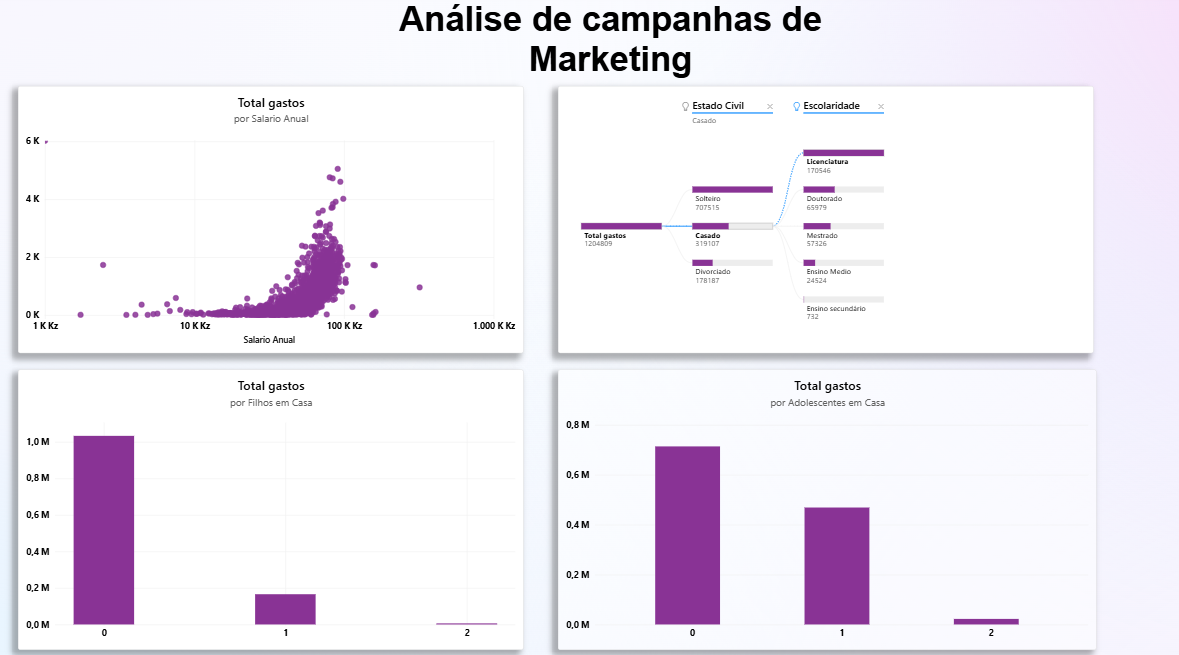 Análise de campanhas de
Marketing
Total gastos
por Salario Anual
6 K
4 K
2 K
0 K
1 K Kz
10 K Kz
100 K Kz
1.000 K Kz
Salario Anual
Estado Civil
Casado
Escolaridade
Total gastos
1204809
Solteiro
707515
Casado
319107
Divorciado
178187
Licenciatura
170546
Doutorado
65979
Mestrado
57326
Ensino Medio
24524
Ensino secundário
732
Total gastos
por Filhos em Casa
1,0 M
0,8 M
0,6 M
0,4 M
0,2 M
0,0 M
0
1
2
Total gastos
por Adolescentes em Casa
0,8 M
0,6 M
0,4 M
0,2 M
0,0 M
0
1
2